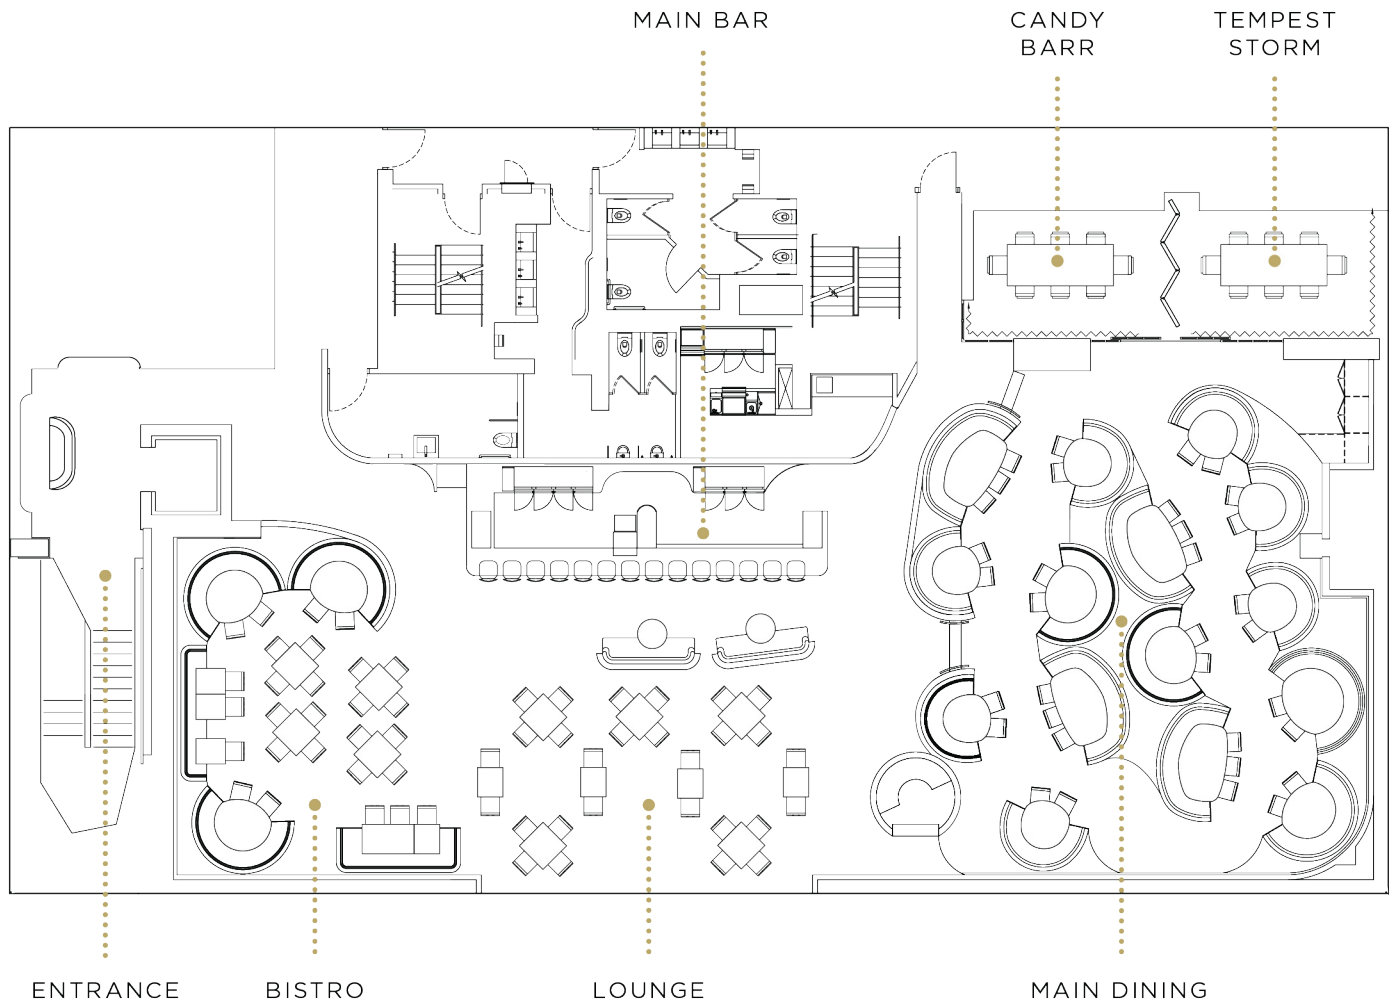 MAIN BAR
CANDY
BARR
TEMPEST
STORM
ENTRANCE
BISTRO
LOUNGE
MAIN DINING